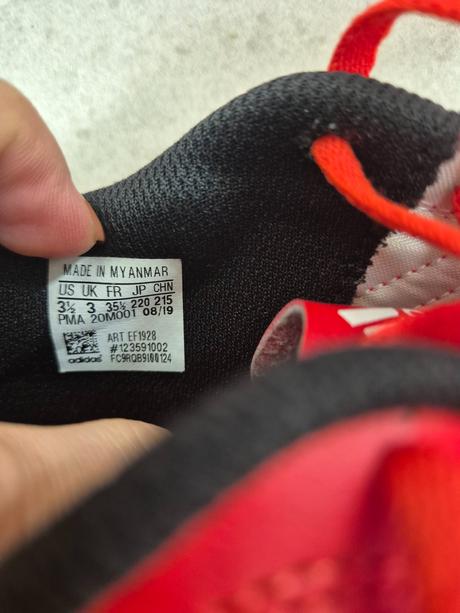 MADE IN MYANMAR
US UK FR JP CHN
3½ 3 35½ 220 215
PMA 20M001 08/19
ART EF1928
#123591002
adidas FC9RQB9I00124